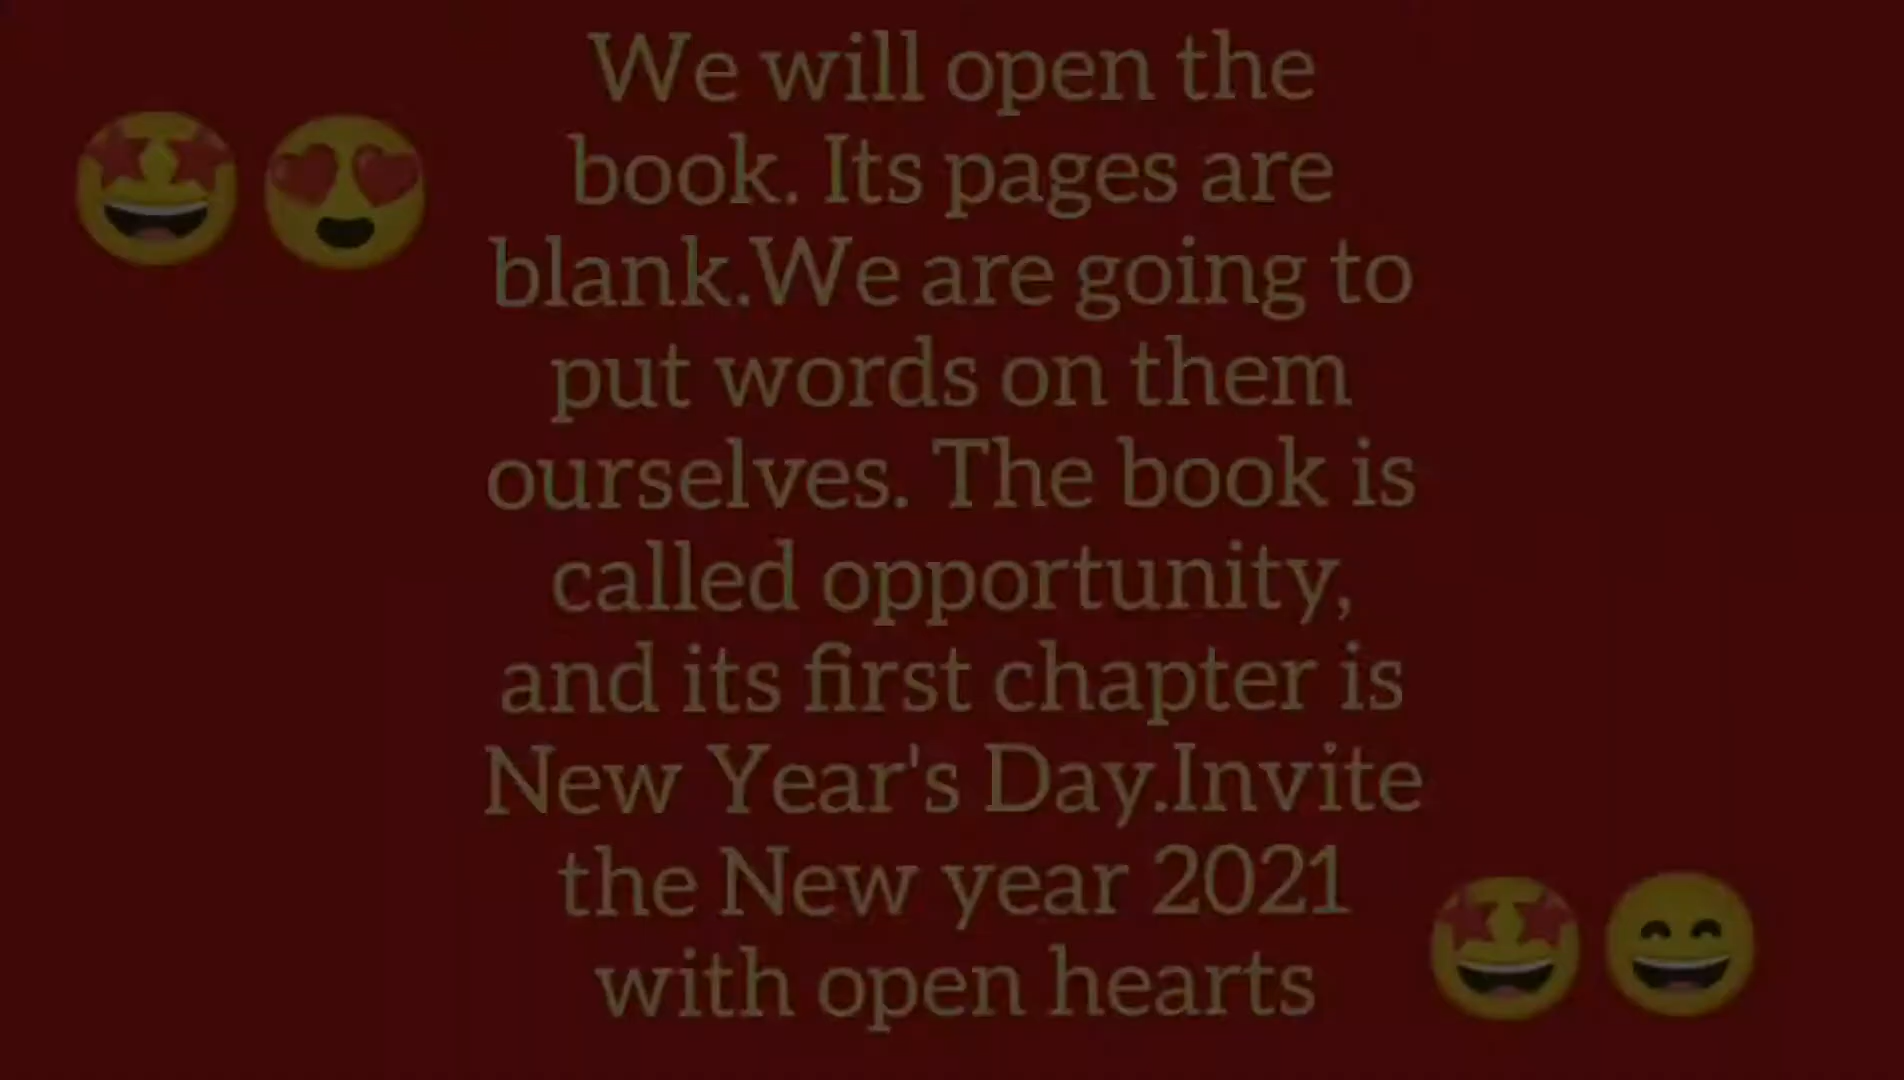 We will open the
book. Its pages are
blank.We are going to
put words on them
ourselves. The book is
called opportunity,
and its first chapter is
New Year's Day.Invite
the New year 2021
with open hearts